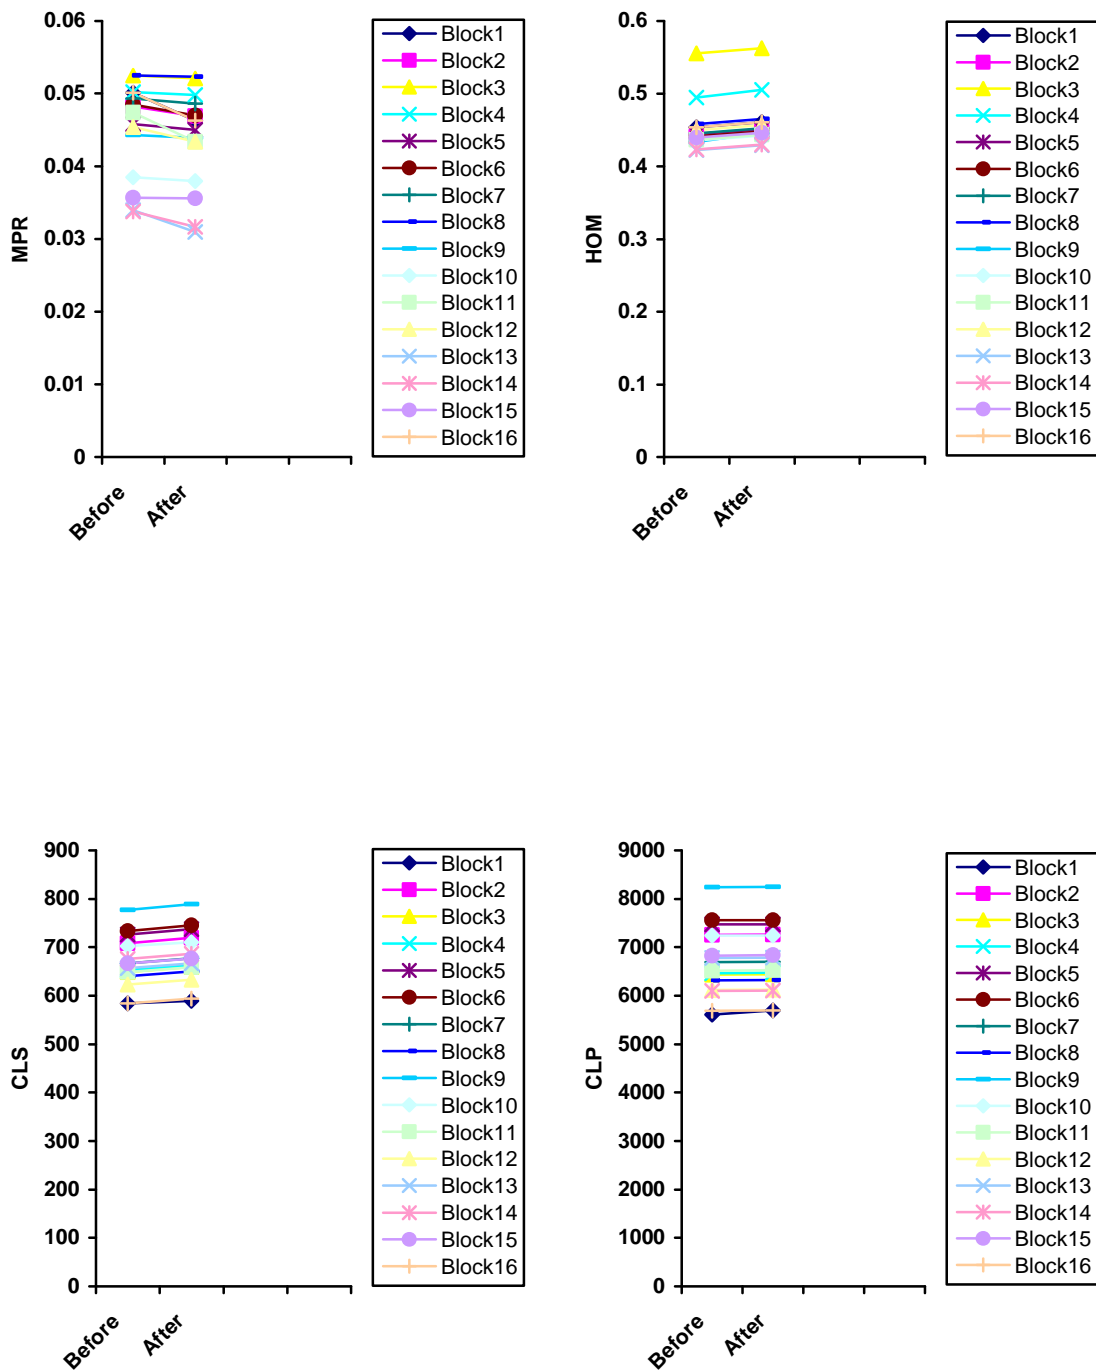 0.06
0.05
0.04
0.03
0.02
0.01
0
MPR
Before
After
Block1
Block2
Block3
Block4
Block5
Block6
Block7
Block8
Block9
Block10
Block11
Block12
Block13
Block14
Block15
Block16
0.6
0.5
0.4
0.3
0.2
0.1
0
HOM
Before
After
Block1
Block2
Block3
Block4
Block5
Block6
Block7
Block8
Block9
Block10
Block11
Block12
Block13
Block14
Block15
Block16
900
800
700
600
500
400
300
200
100
0
CLS
Before
After
Block1
Block2
Block3
Block4
Block5
Block6
Block7
Block8
Block9
Block10
Block11
Block12
Block13
Block14
Block15
Block16
9000
8000
7000
6000
5000
4000
3000
2000
1000
0
CLP
Before
After
Block1
Block2
Block3
Block4
Block5
Block6
Block7
Block8
Block9
Block10
Block11
Block12
Block13
Block14
Block15
Block16